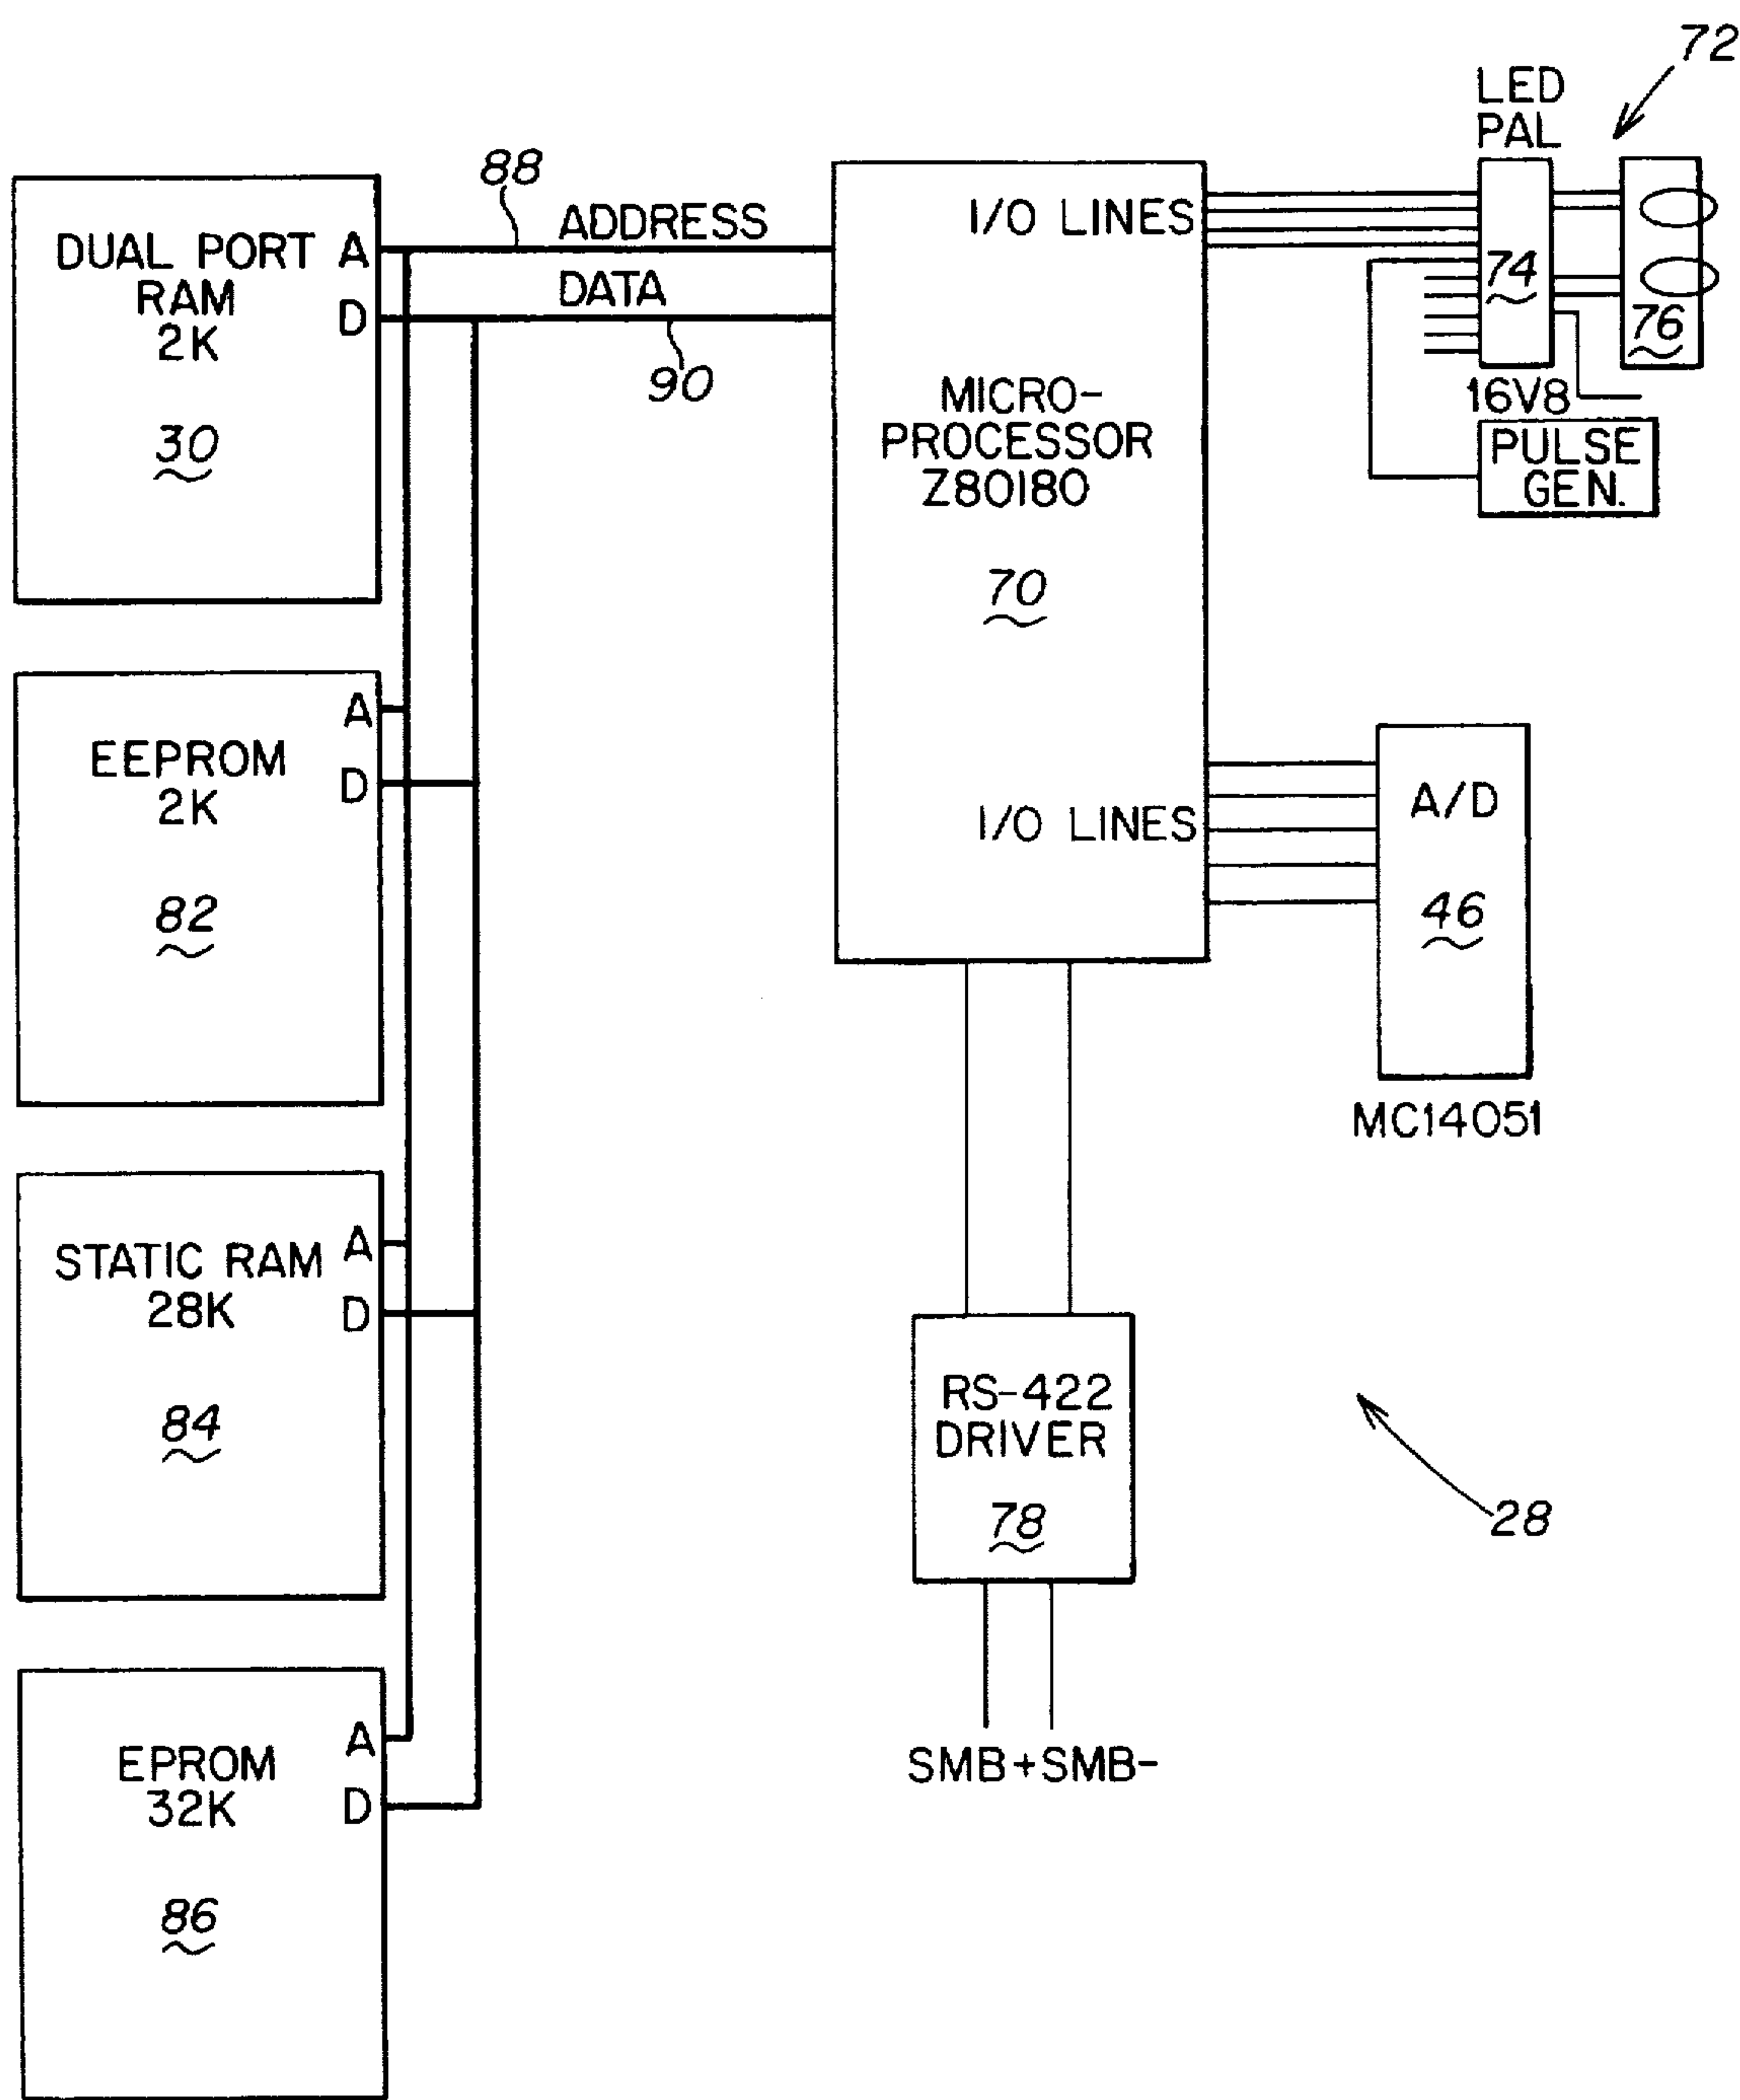 72
LED
PAL
88
ADDRESS
I/O LINES
DUAL PORT
RAM
2K
A
D
30
DATA
90
74
76
16V8
PULSE
GEN.
MICRO-
PROCESSOR
Z80180
70
EEPROM
2K
A
D
82
I/O LINES
A/D
46
MC14051
STATIC RAM
28K
A
D
84
RS-422
DRIVER
78
28
SMB+SMB-
EPROM
32K
A
D
86